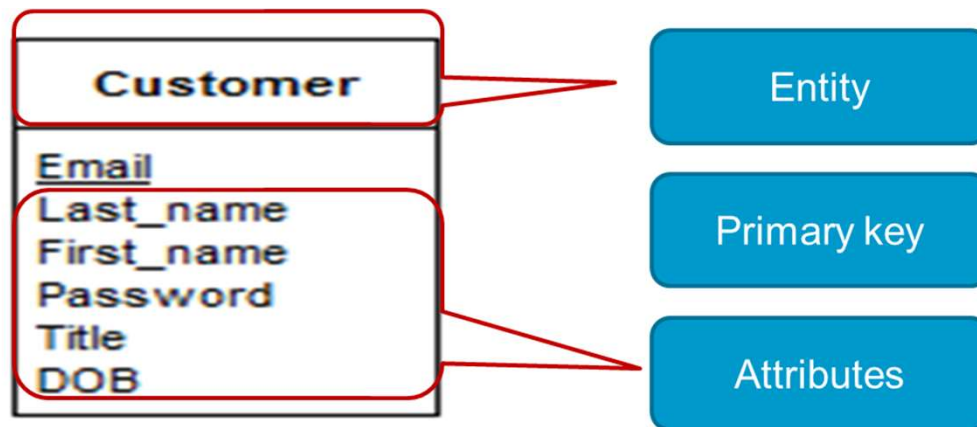 Customer
Email
Last_name
First_name
Password
Title
DOB
Entity
Primary key
Attributes